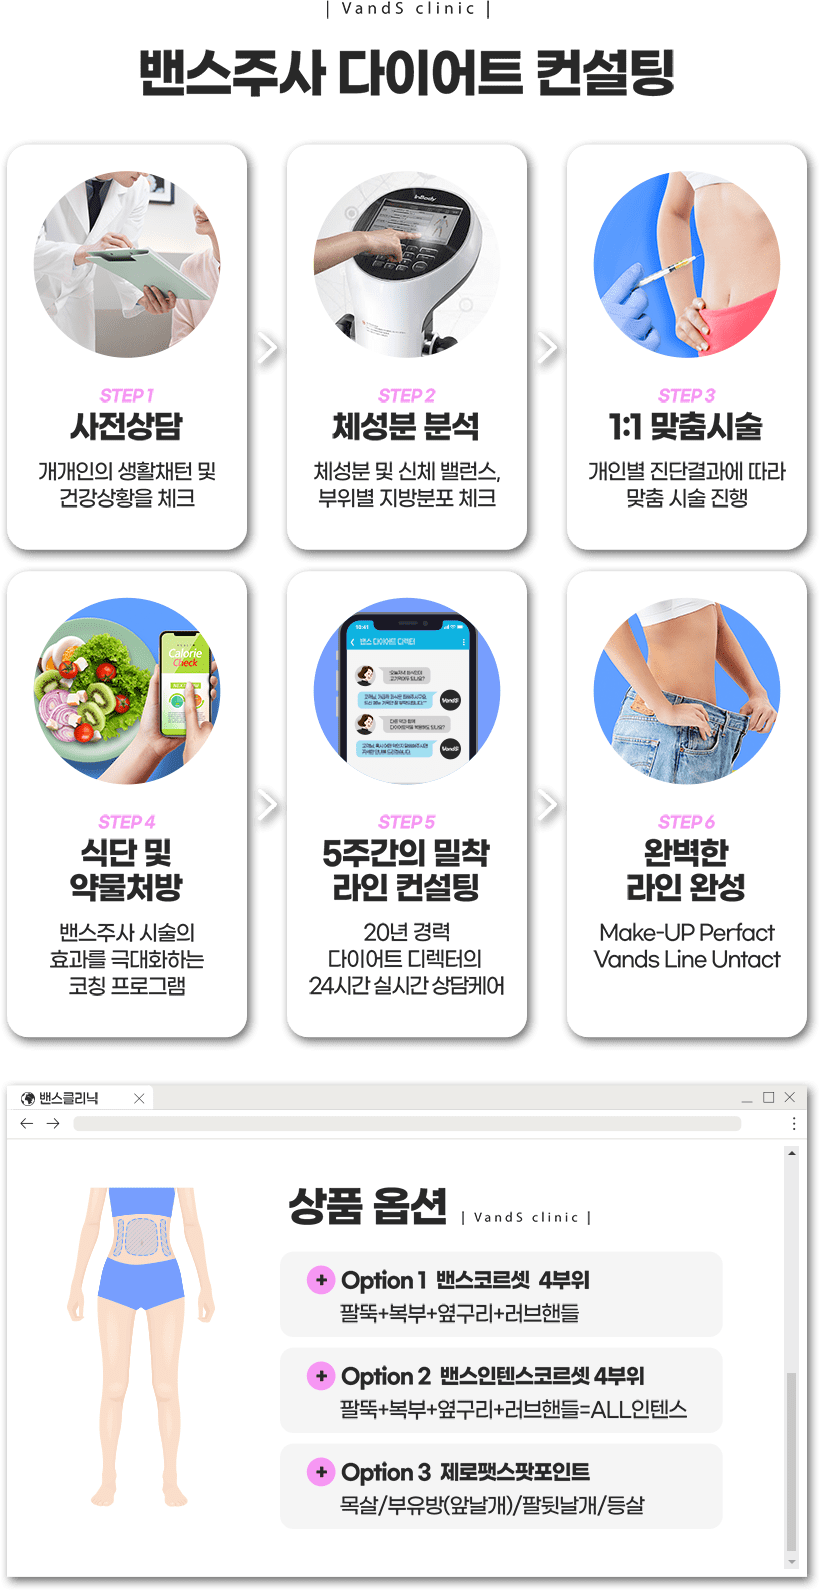 | VandS clinic |
밴스주사 다이어트 컨설팅
InBody
STEP 1
사전상담
개개인의 생활채턴 및
건강상황을 체크
STEP 2
체성분 분석
체성분 및 신체 밸런스,
부위별 지방분포 체크
STEP 3
1:1 맞춤시술
개인별 진단결과에 따라
맞춤 시술 진행
Calorie
Check
10:41
밴스 다이어트 디렉터
VandS
VandS
STEP 4
식단 및
약물처방
밴스주사 시술의
효과를 극대화하는
코칭 프로그램
STEP 5
5주간의 밀착
라인 컨설팅
20년 경력
다이어트 디렉터의
24시간 실시간 상담케어
STEP 6
완벽한
라인 완성
Make-UP Perfact
Vands Line Untact
밴스클리닉
상품 옵션 | VandS clinic |
+ Option 1 밴스코르셋 4부위
팔뚝+복부+옆구리+러브핸들
+ Option 2 밴스인텐스코르셋 4부위
팔뚝+복부+옆구리+러브핸들=ALL인텐스
+ Option 3 제로팻스팟포인트
목살/부유방(앞날개)/팔뒷날개/등살